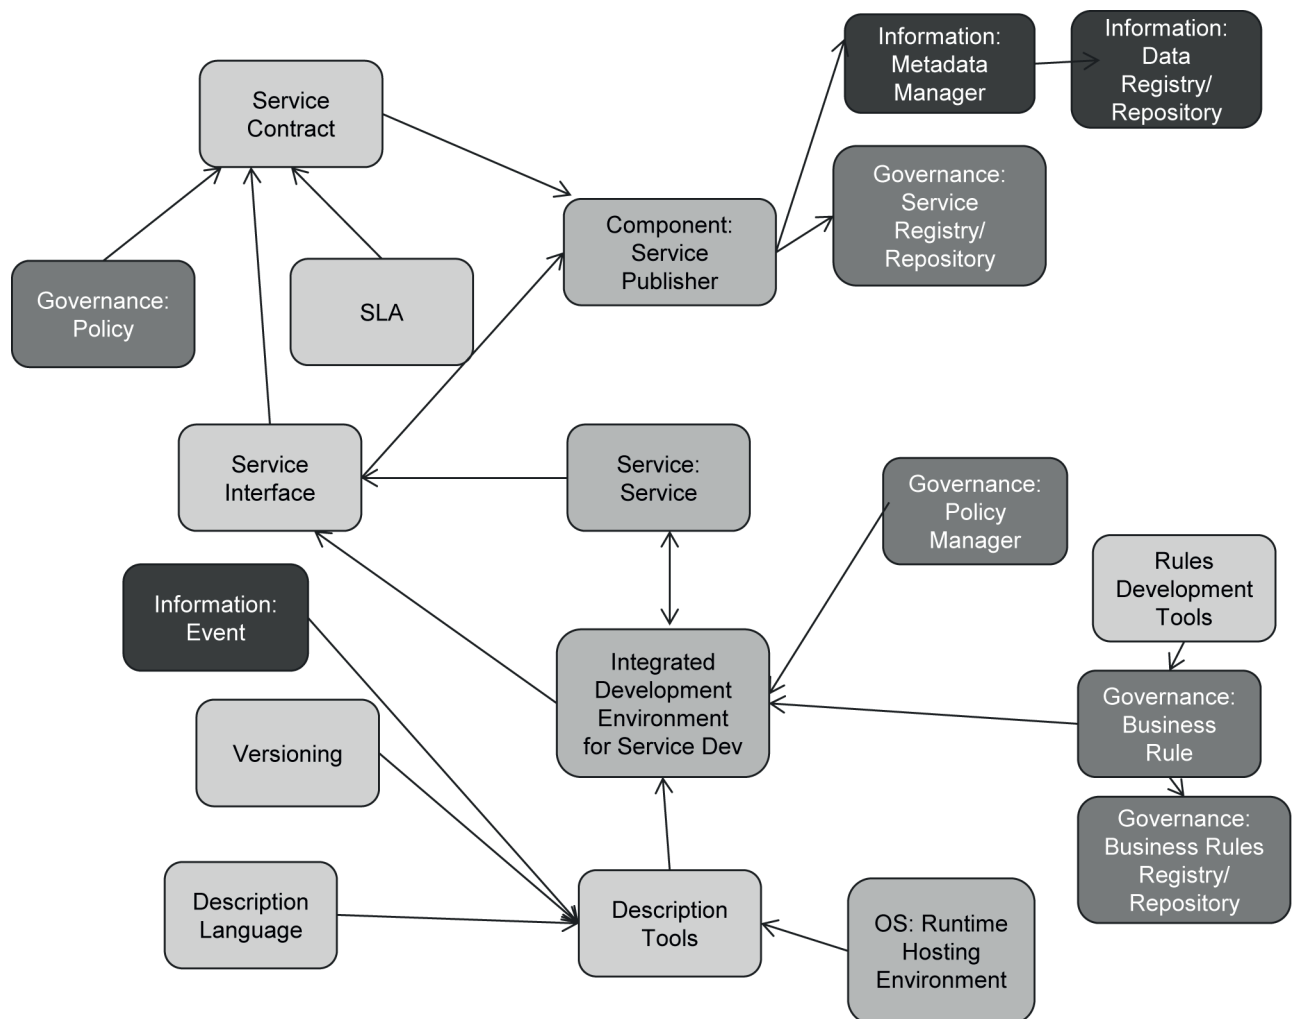 Information:
Metadata
Manager
Information:
Data
Registry/
Repository
Service
Contract
Governance:
Service
Registry/
Repository
Component:
Service
Publisher
Governance:
Policy
SLA
Service
Interface
Service:
Service
Governance:
Policy
Manager
Rules
Development
Tools
Information:
Event
Integrated
Development
Environment
for Service Dev
Governance:
Business
Rule
Versioning
Governance:
Business Rules
Registry/
Repository
Description
Language
Description
Tools
OS: Runtime
Hosting
Environment